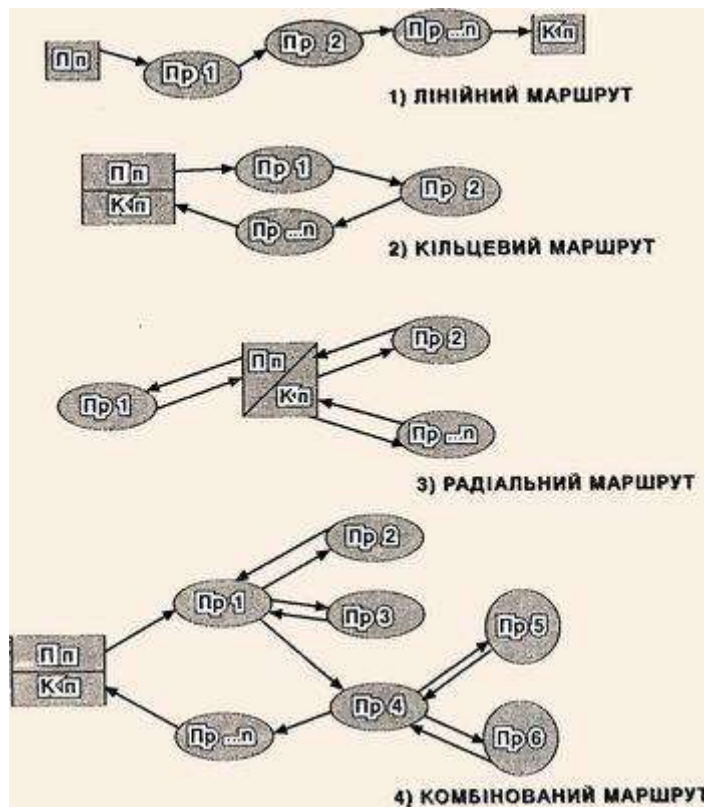 Пп Пр 1 Пр 2 Пр ...n Кп
1) ЛІНІЙНИЙ МАРШРУТ
Пп Пр 1
Пр 2
Кп Пр ...n
2) КІЛЬЦЕВИЙ МАРШРУТ
Пп Пр 2
Пр 1 Кп
Пр ...n
3) РАДІАЛЬНИЙ МАРШРУТ
Пр 2
Пр 1 Пр 3
Пр 5
Пп
Кп Пр 4
Пр ...n Пр 6
4) КОМБІНОВАНИЙ МАРШРУТ